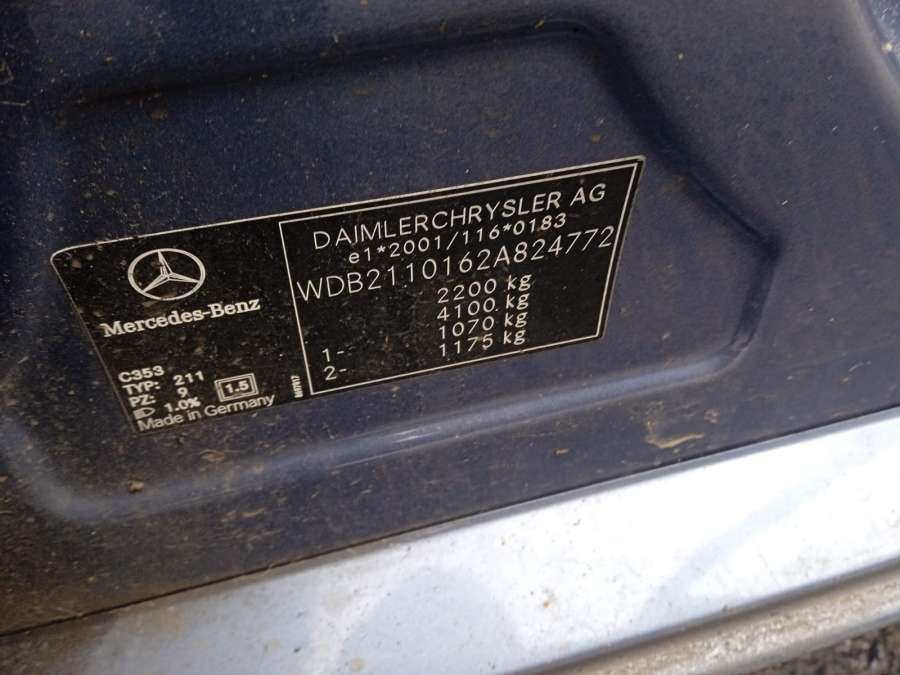 Mercedes-Benz
C353
TYP: 211
PZ: 9
1.0%
1.5
Made in Germany
DAIMLERCHRYSLER AG
e1*2001/116*0183
WDB2110162A824772
2200 kg
4100 kg
1- 1070 kg
2- 1175 kg